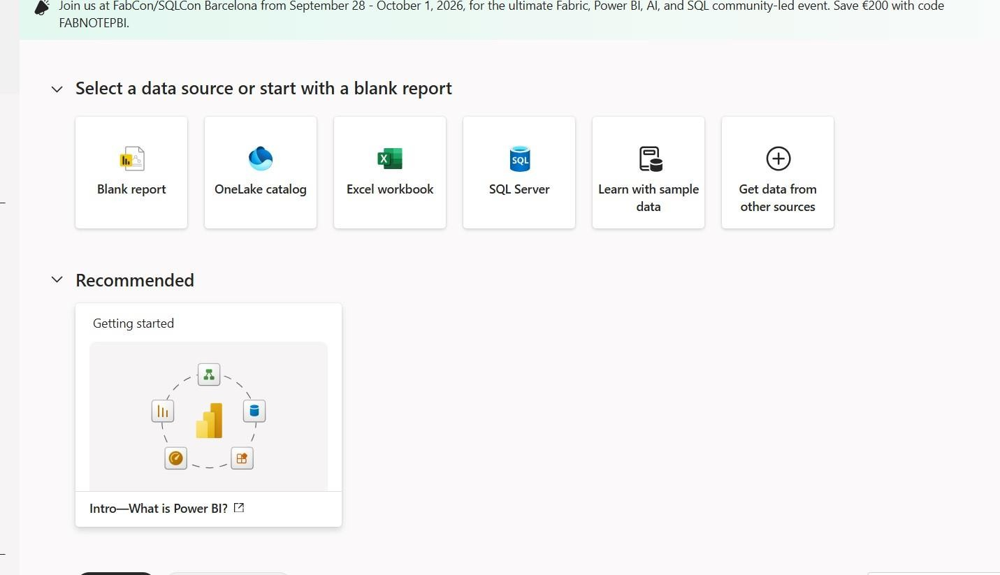 Join us at FabCon/SQLCon Barcelona from September 28 - October 1, 2026, for the ultimate Fabric, Power BI, AI, and SQL community-led event. Save €200 with code
FABNOTEPBI.
Select a data source or start with a blank report
Blank report
OneLake catalog
Excel workbook
SQL
SQL Server
Learn with sample
data
Get data from
other sources
Recommended
Getting started
Intro—What is Power BI?